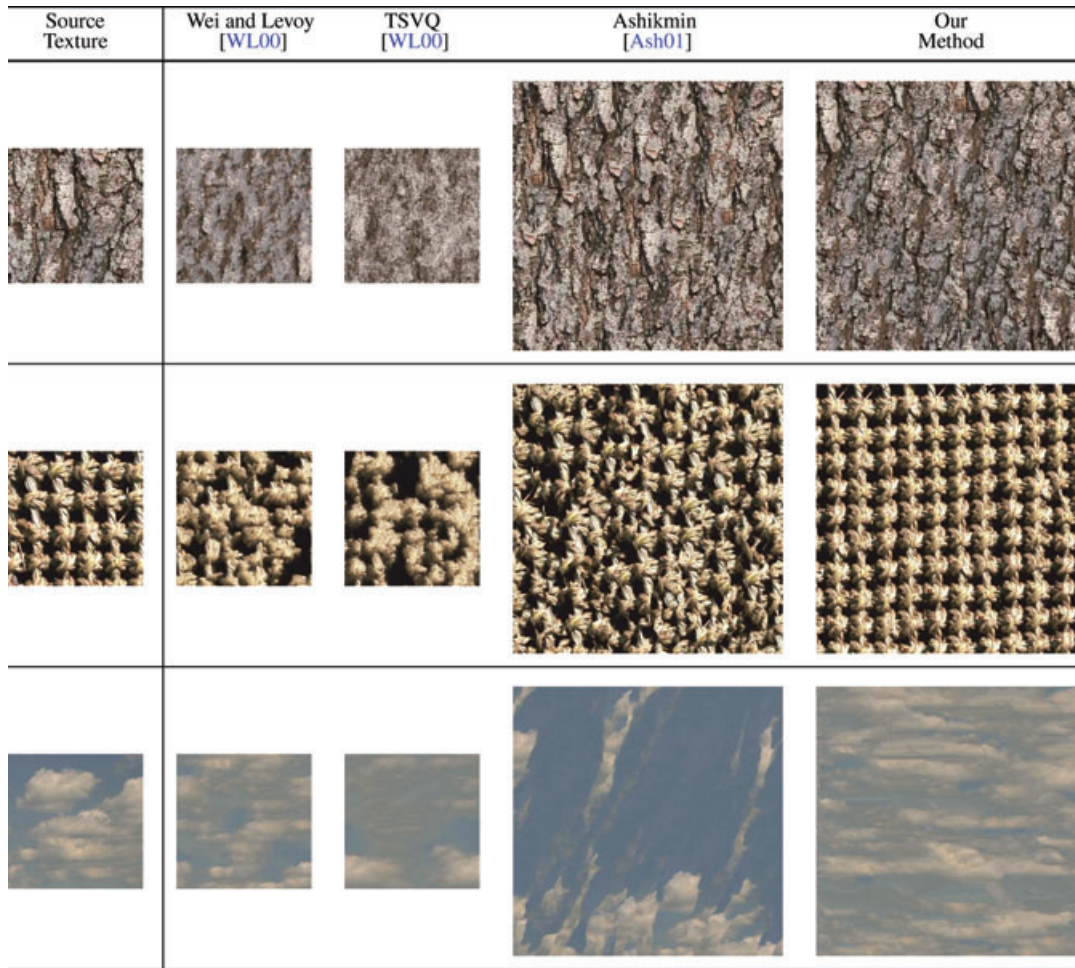 Source
Texture
Wei and Levoy
[WL00]
TSVQ
[WL00]
Ashikmin
[Ash01]
Our
Method